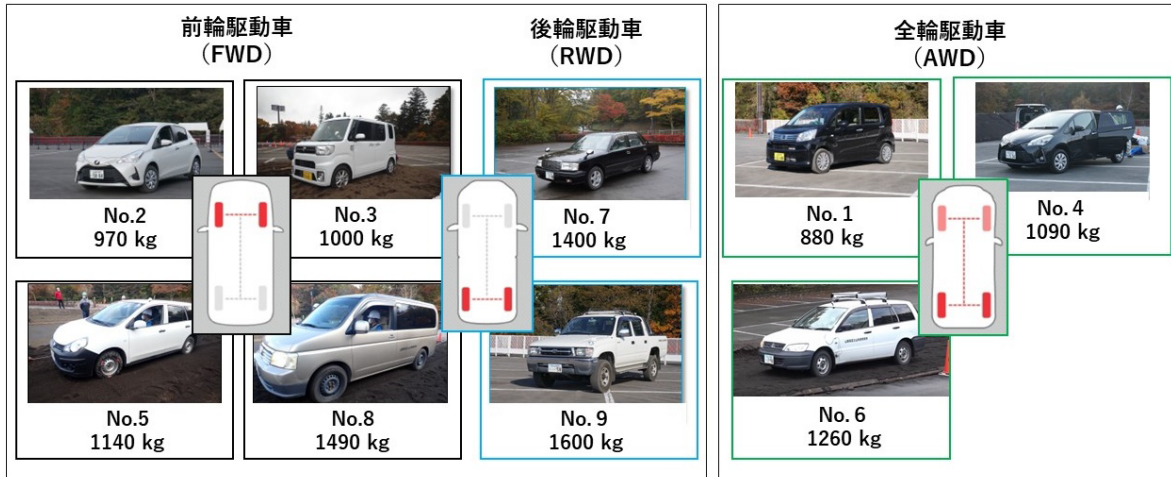 前輪駆動車
（FWD）
後輪駆動車
（RWD）
全輪駆動車
（AWD）
No.2
970 kg
No.3
1000 kg
No. 7
1400 kg
No. 1
880 kg
No. 4
1090 kg
No.5
1140 kg
No.8
1490 kg
No. 9
1600 kg
No. 6
1260 kg